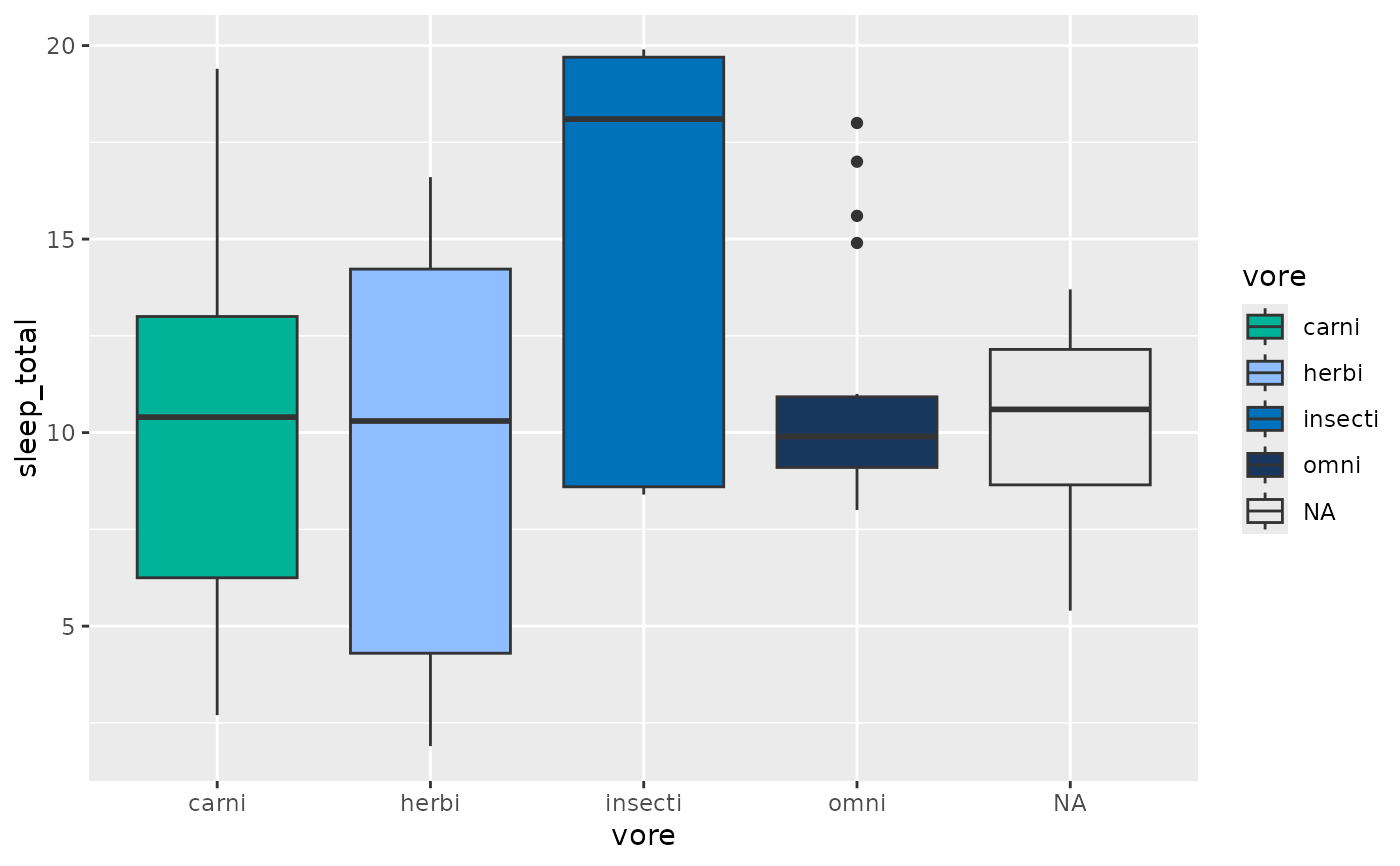 sleep_total
20
15
10
5
carni herbi insecti omni NA
vore
vore
carni
herbi
insecti
omni
NA